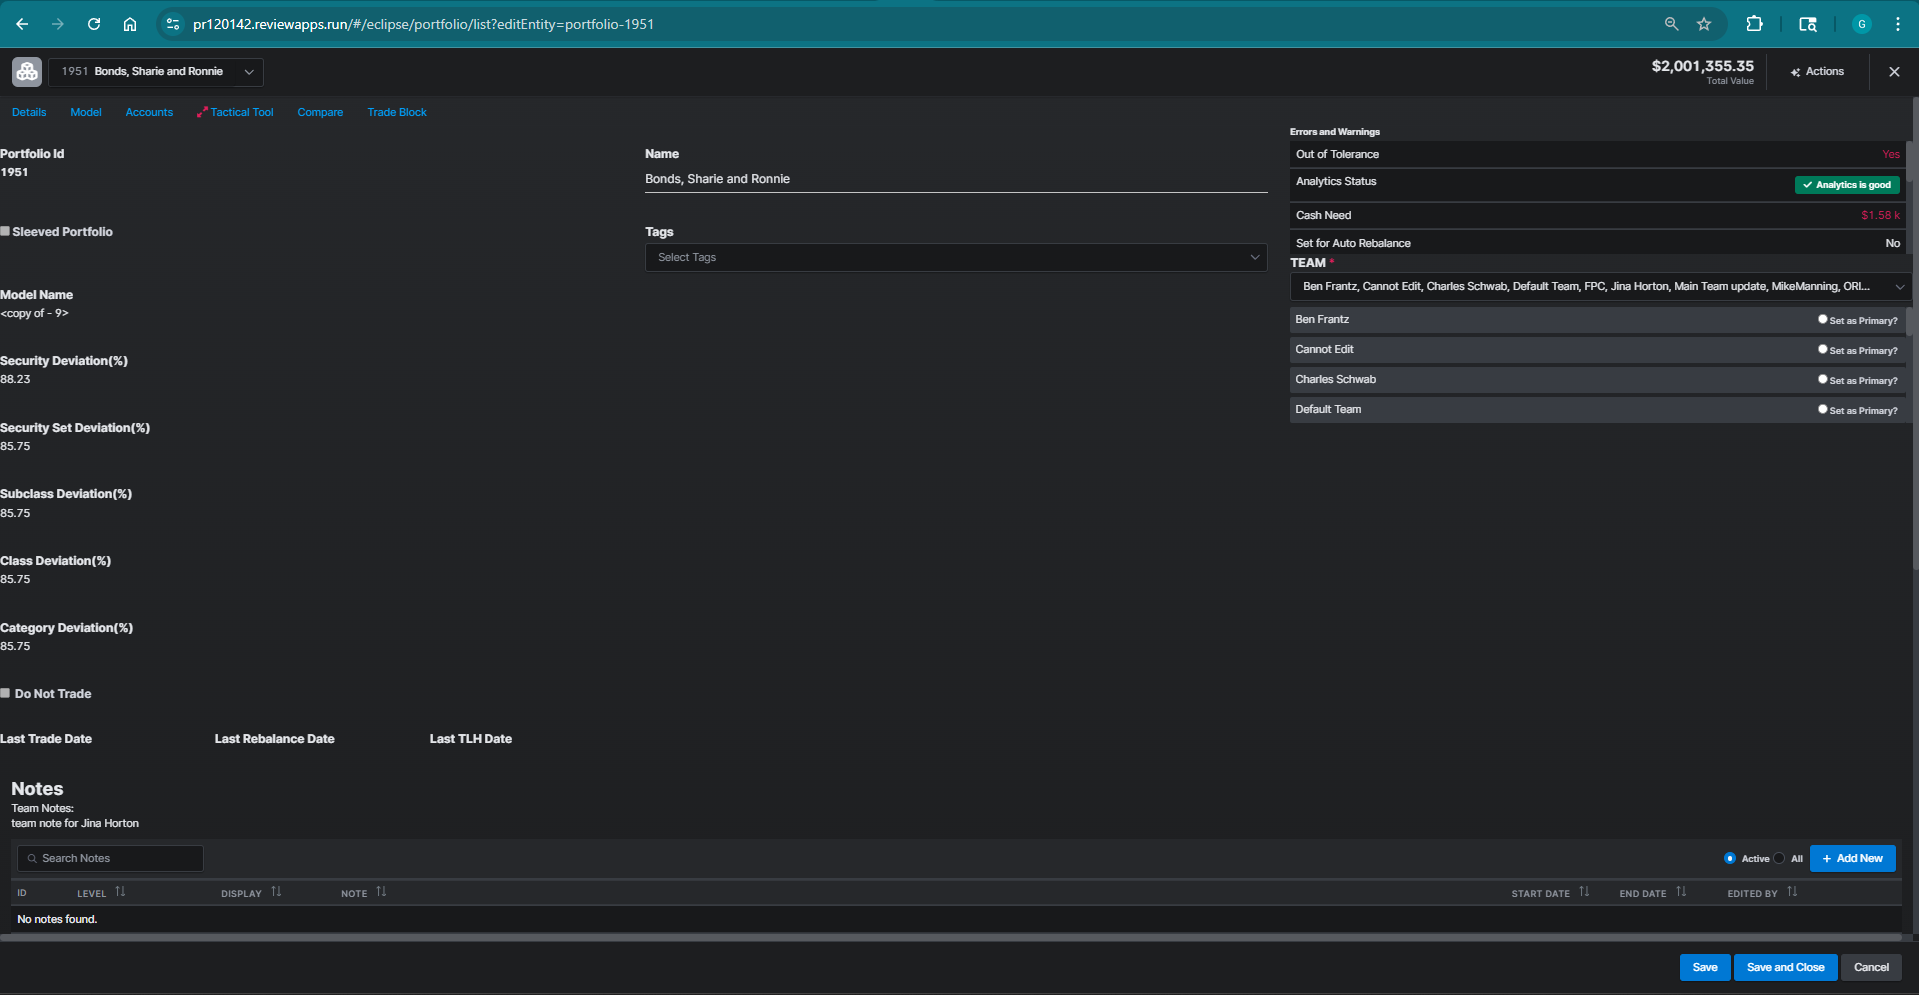 pr120142.reviewapps.run/#/eclipse/portfolio/list?editEntity=portfolio-1951
G
1951 Bonds, Sharie and Ronnie
$2,001,355.35
Total Value
Actions
Details Model Accounts Tactical Tool Compare Trade Block
Portfolio Id
1951
Name
Bonds, Sharie and Ronnie
Sleeved Portfolio
Tags
Select Tags
Model Name
<copy of - 9>
Security Deviation(%)
88.23
Security Set Deviation(%)
85.75
Subclass Deviation(%)
85.75
Class Deviation(%)
85.75
Category Deviation(%)
85.75
Do Not Trade
Last Trade Date Last Rebalance Date Last TLH Date
Errors and Warnings
Out of Tolerance Yes
Analytics Status Analytics is good
Cash Need $1.58 k
Set for Auto Rebalance No
TEAM *
Ben Frantz, Cannot Edit, Charles Schwab, Default Team, FPC, Jina Horton, Main Team update, MikeManning, ORI...
Ben Frantz Set as Primary?
Cannot Edit Set as Primary?
Charles Schwab Set as Primary?
Default Team Set as Primary?
Notes
Team Notes:
team note for Jina Horton
Search Notes Active All + Add New
ID LEVEL DISPLAY NOTE START DATE END DATE EDITED BY
No notes found.
Save Save and Close Cancel